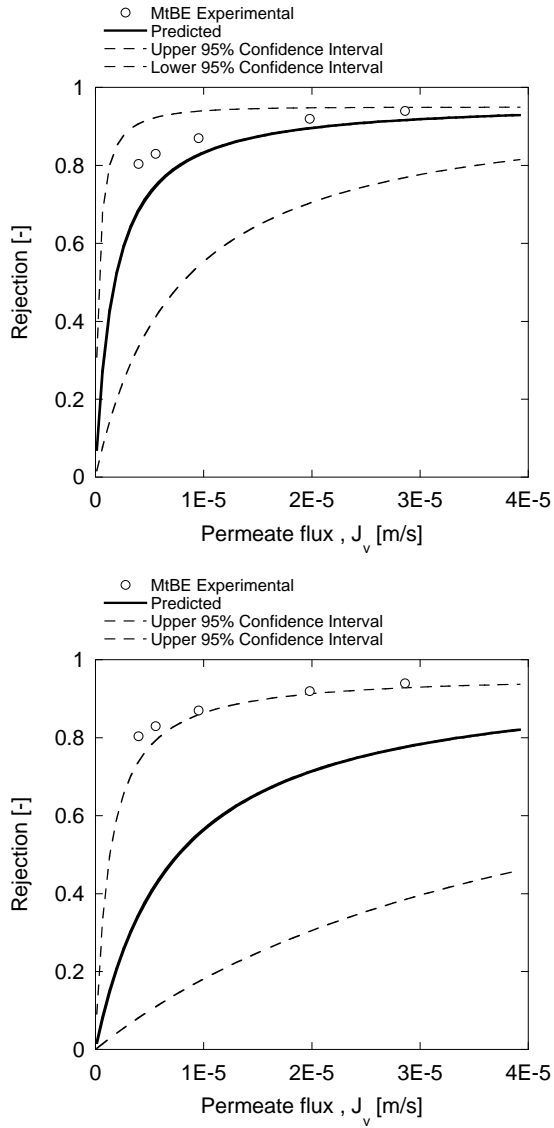 MtBE Experimental
Predicted
Upper 95% Confidence Interval
Lower 95% Confidence Interval
1
0.8
0.6
0.4
0.2
0
Rejection [-]
0 1E-5 2E-5 3E-5 4E-5
Permeate flux , J_v [m/s]
MtBE Experimental
Predicted
Upper 95% Confidence Interval
Upper 95% Confidence Interval
1
0.8
0.6
0.4
0.2
0
Rejection [-]
0 1E-5 2E-5 3E-5 4E-5
Permeate flux , J_v [m/s]